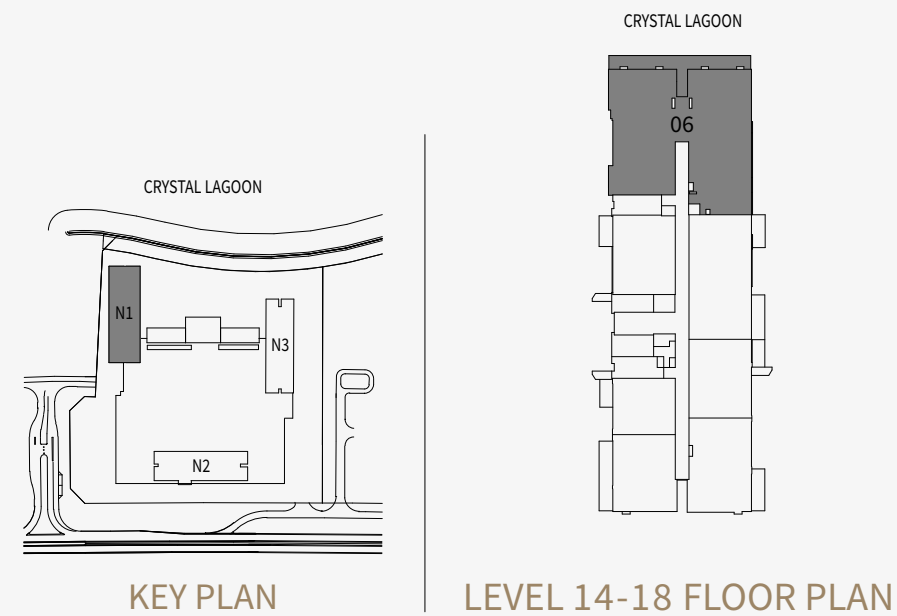 CRYSTAL LAGOON
N1
N3
N2
KEY PLAN
CRYSTAL LAGOON
06
LEVEL 14-18 FLOOR PLAN